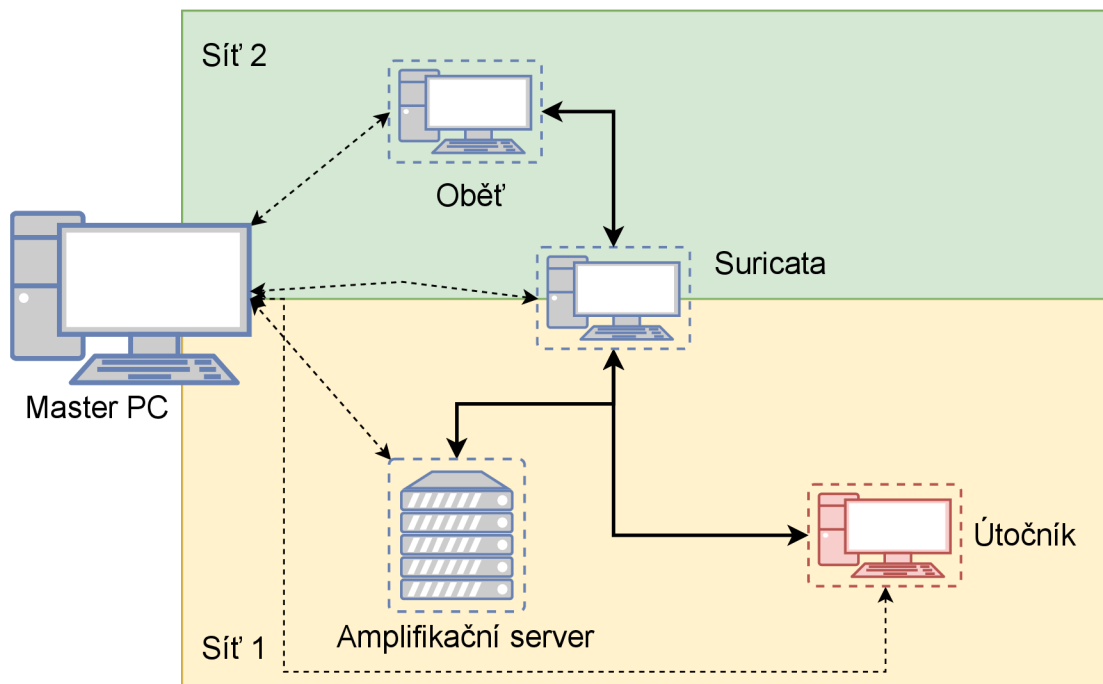 Síť 2
Oběť
Suricata
Master PC
Útočník
Amplifikační server
Síť 1